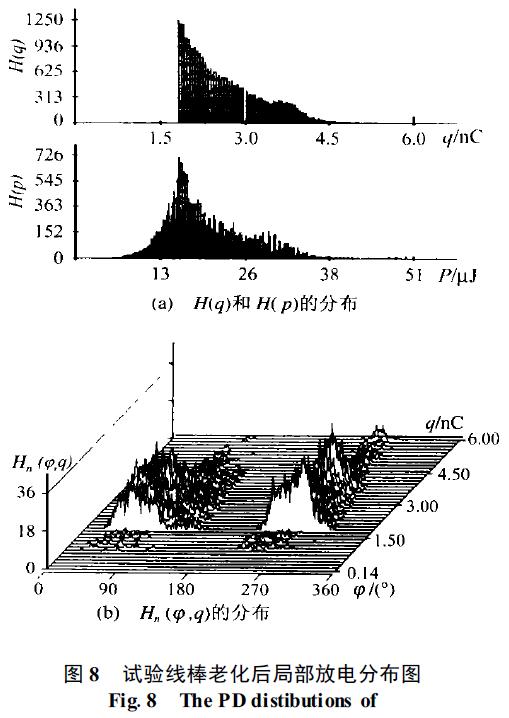 1250
936
625
313
0
H(q)
1.5 3.0 4.5 6.0 q/nC
726
545
363
152
0
H(p)
13 26 38 51 P/μJ
(a) H(q)和 H(p)的分布
q/nC
6.00
4.50
3.00
1.50
0.14
Hn (φ,q)
36
18
0
0 90 180 270 360 φ/(°)
(b) Hn (φ,q)的分布
图 8 试验线棒老化后局部放电分布图
Fig. 8 The PD distibutions of